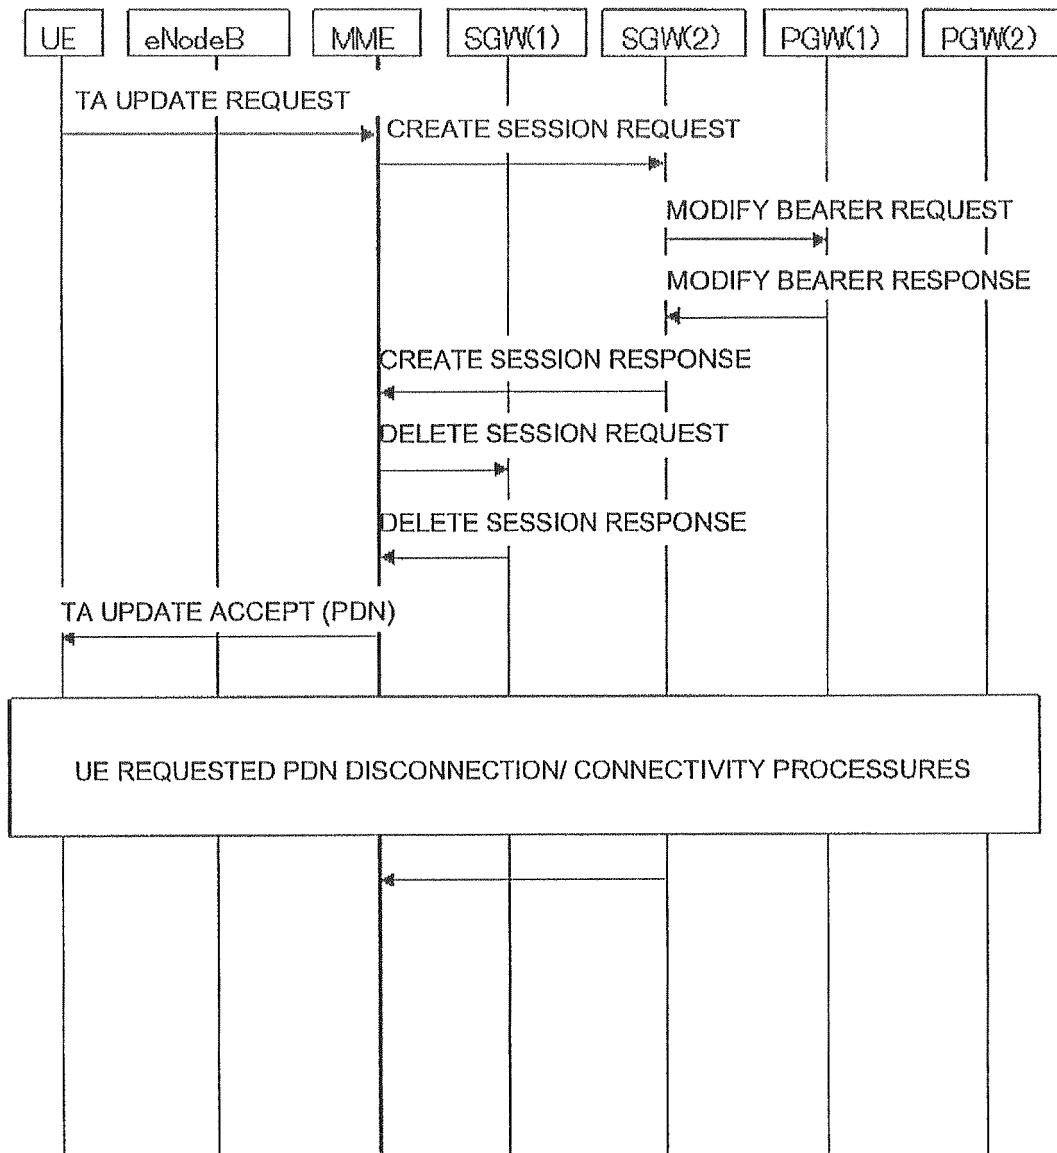 UE
eNodeB
MME
SGW(1)
SGW(2)
PGW(1)
PGW(2)
TA UPDATE REQUEST
CREATE SESSION REQUEST
MODIFY BEARER REQUEST
MODIFY BEARER RESPONSE
CREATE SESSION RESPONSE
DELETE SESSION REQUEST
DELETE SESSION RESPONSE
TA UPDATE ACCEPT (PDN)
UE REQUESTED PDN DISCONNECTION/ CONNECTIVITY PROCESSURES